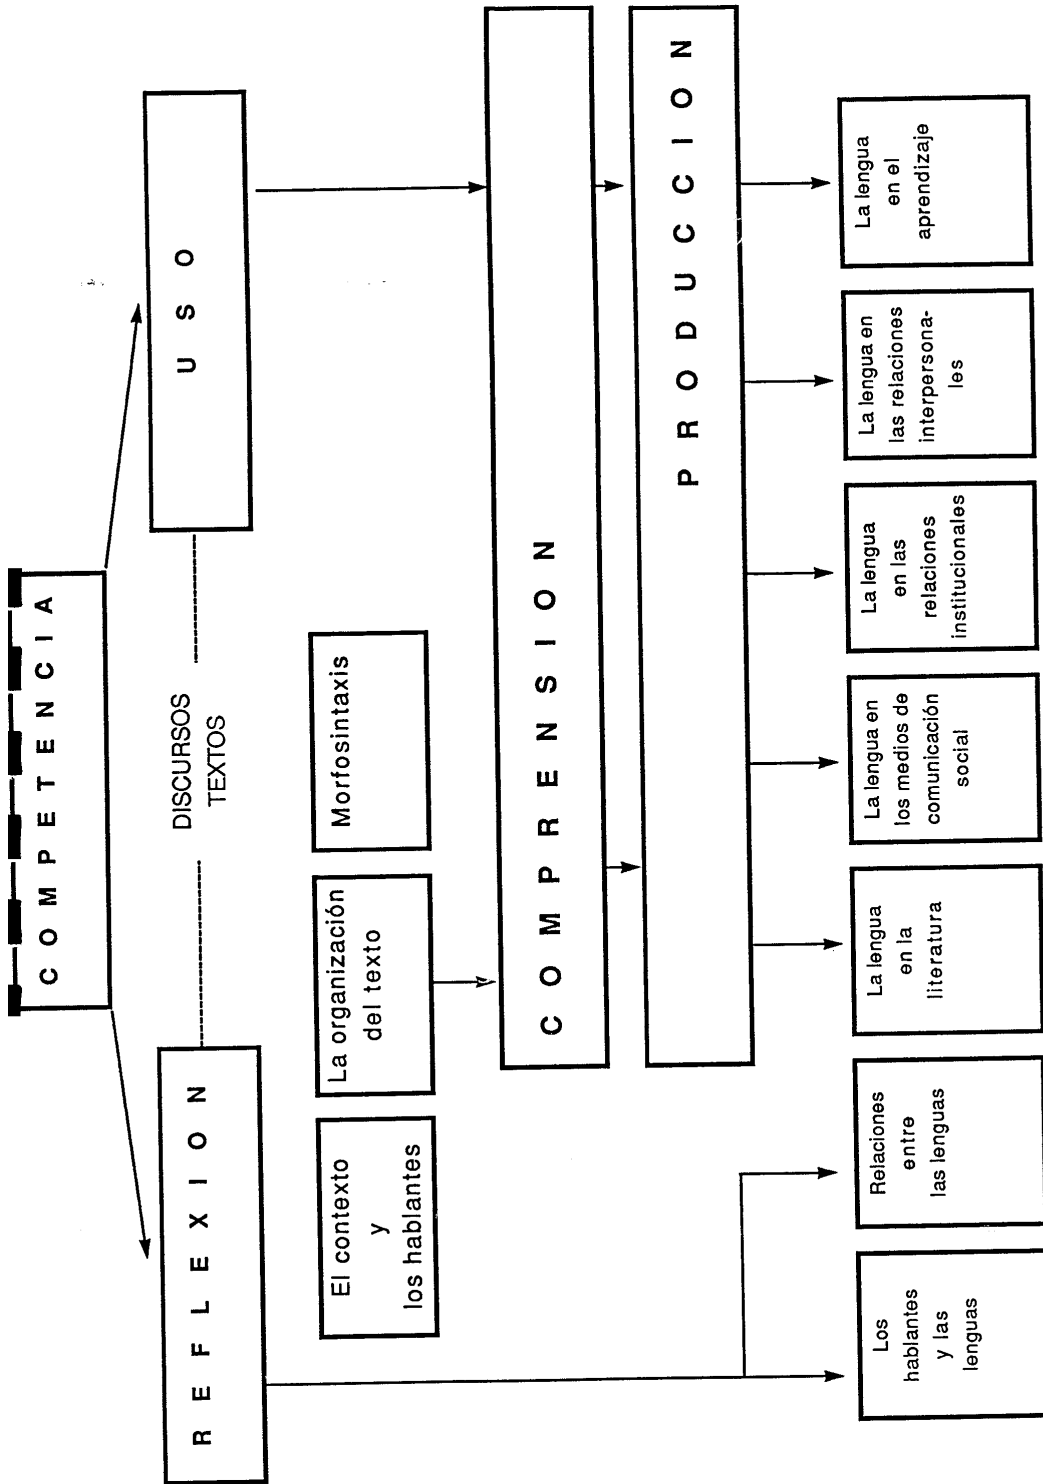 COMPETENCIA
REFLEXION
DISCURSOS
TEXTOS
USO
El contexto
y
los hablantes
La organización
del texto
Morfosintaxis
COMPRENSION
PRODUCCION
Los
hablantes
y las
lenguas
Relaciones
entre
las lenguas
La lengua
en la
literatura
La lengua en
los medios de
comunicación
social
La lengua
en las
relaciones
institucionales
La lengua en
las relaciones
interpersona-
les
La lengua
en el
aprendizaje